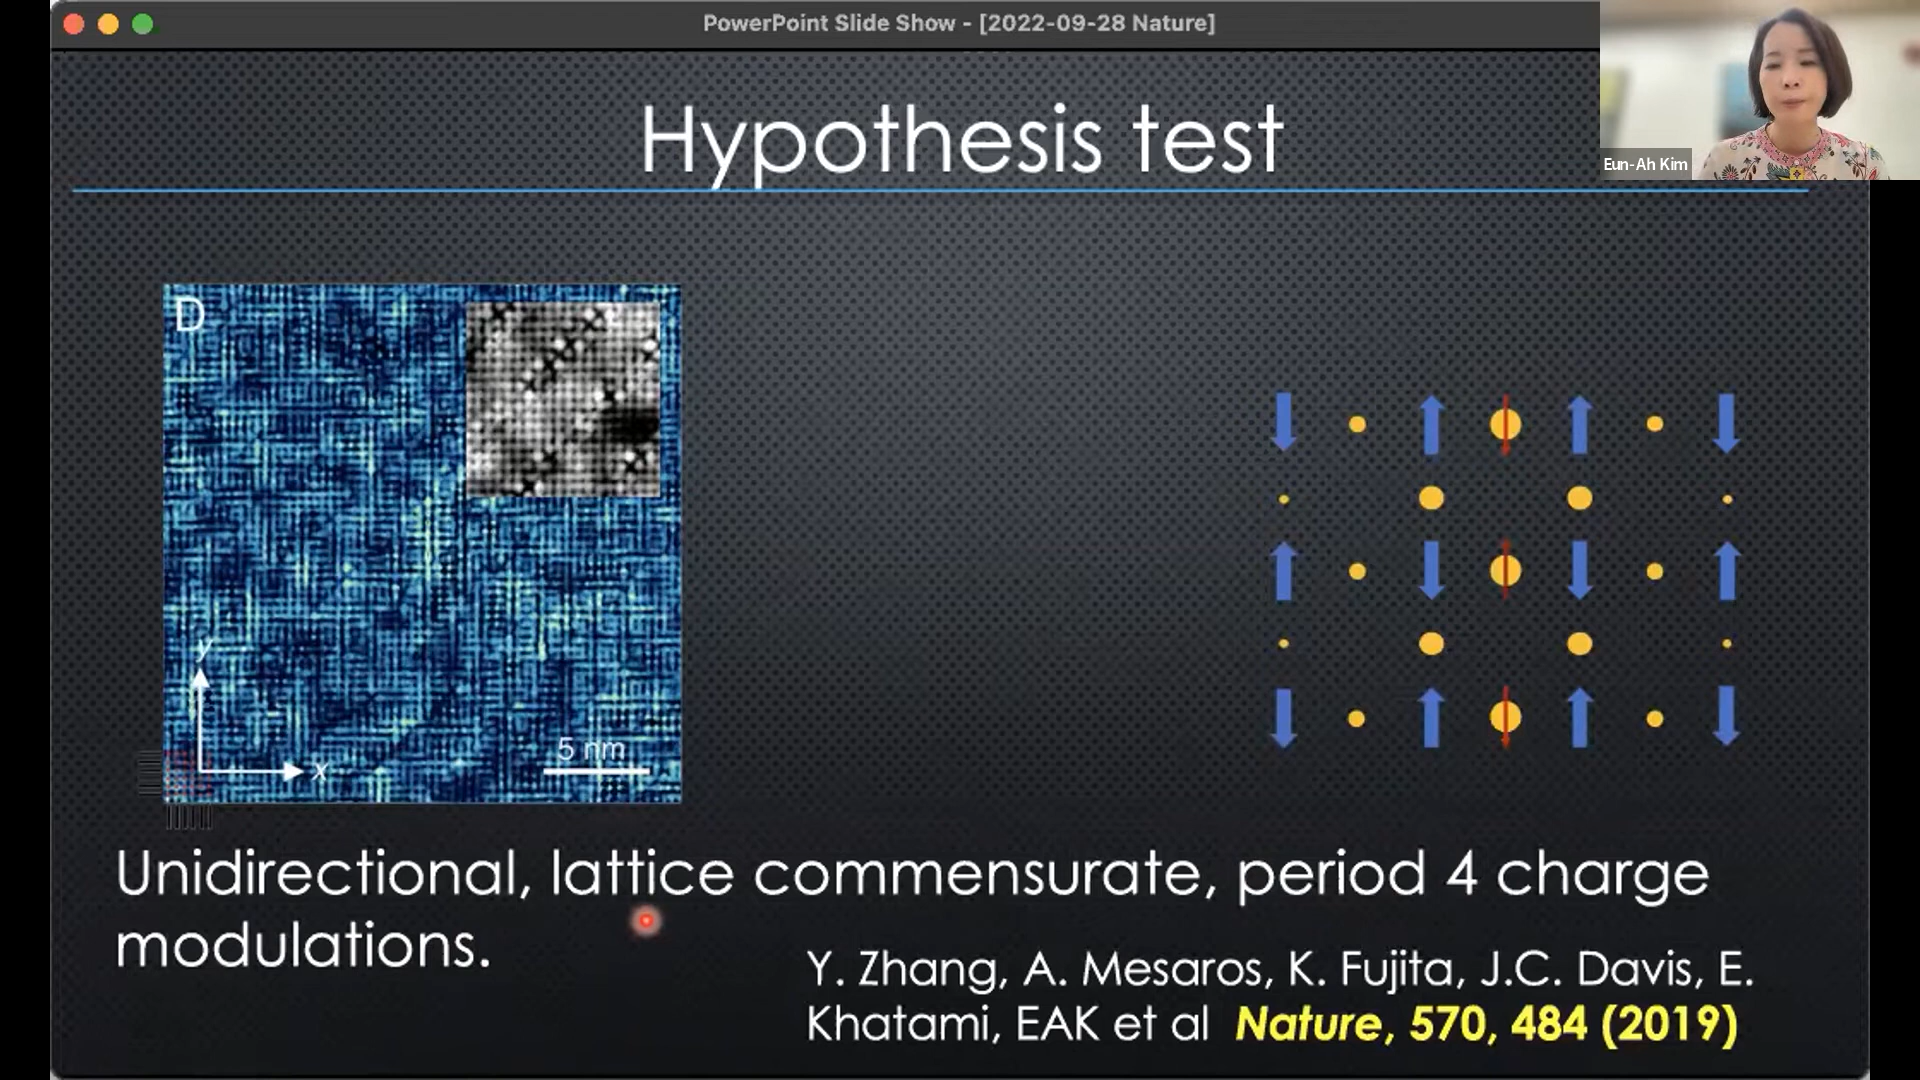 PowerPoint Slide Show - [2022-09-28 Nature]
Eun-Ah Kim
Hypothesis test
D
y
x
5 nm
Unidirectional, lattice commensurate, period 4 charge
modulations.
Y. Zhang, A. Mesaros, K. Fujita, J.C. Davis, E.
Khatami, EAK et al Nature, 570, 484 (2019)